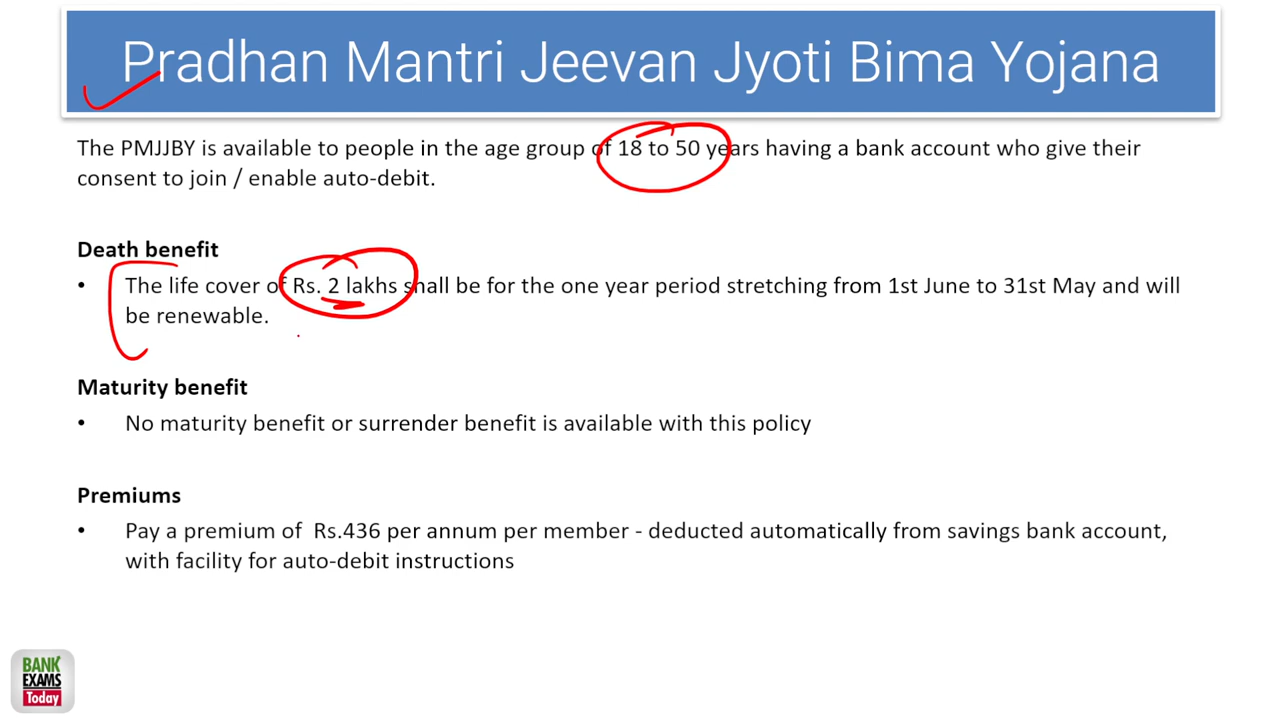 Pradhan Mantri Jeevan Jyoti Bima Yojana
The PMJJBY is available to people in the age group of 18 to 50 years having a bank account who give their
consent to join / enable auto-debit.
Death benefit
• The life cover of Rs. 2 lakhs shall be for the one year period stretching from 1st June to 31st May and will
be renewable.
Maturity benefit
• No maturity benefit or surrender benefit is available with this policy
Premiums
• Pay a premium of Rs.436 per annum per member - deducted automatically from savings bank account,
with facility for auto-debit instructions
BANK
EXAMS
Today